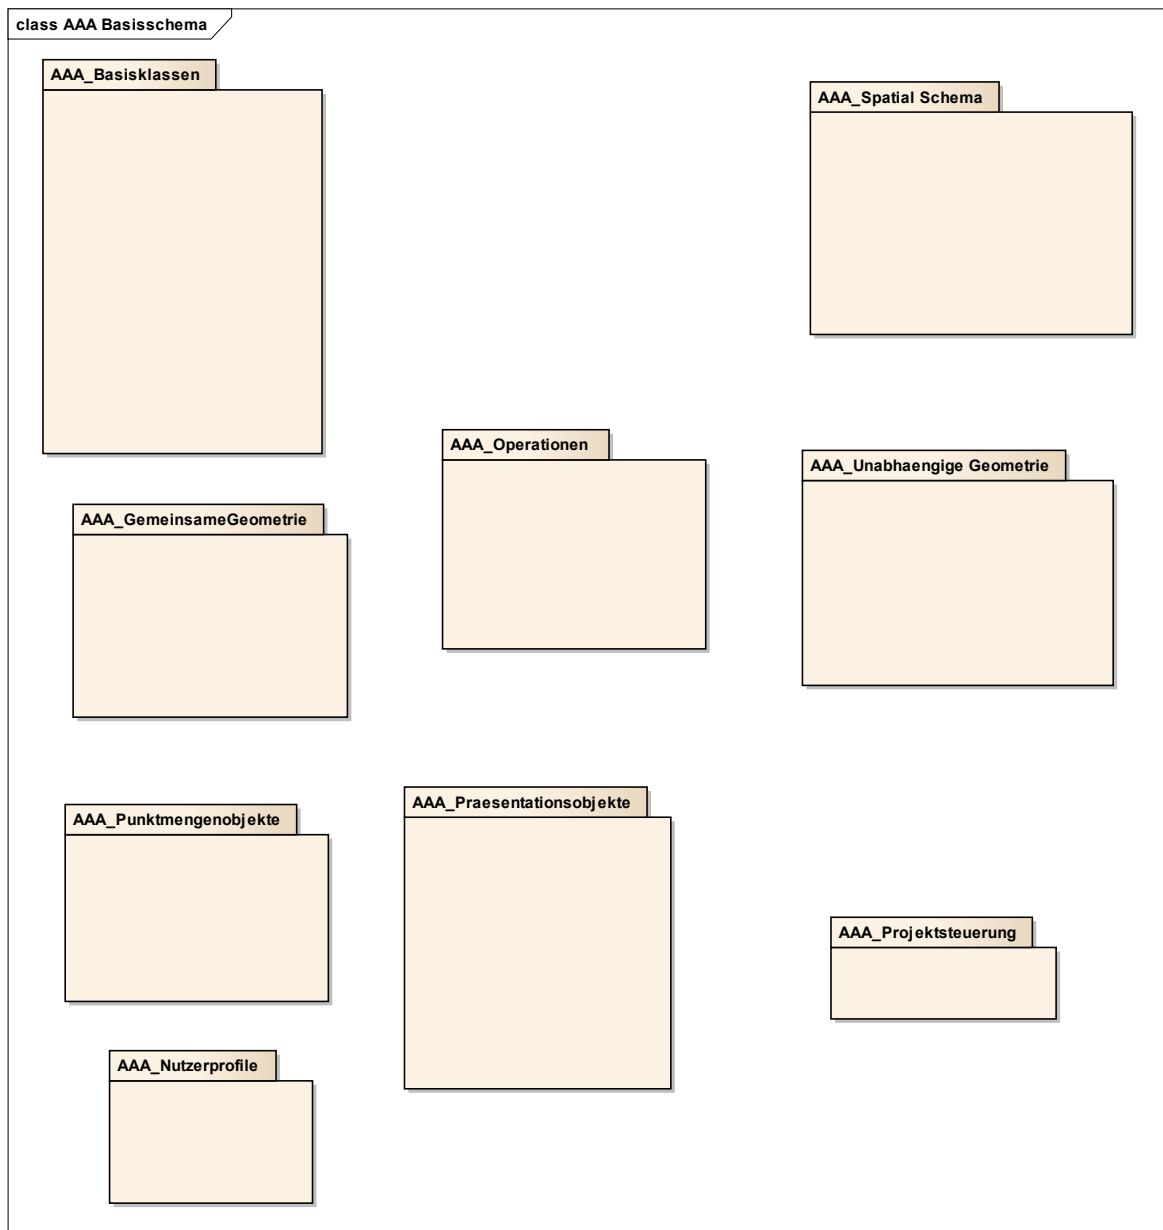 class AAA Basisschema
AAA_Basisklassen
AAA_Spatial Schema
AAA_Operationen
AAA_Unabhaengige Geometrie
AAA_GemeinsameGeometrie
AAA_Praesentationsobjekte
AAA_Punktmengenobjekte
AAA_Projektsteuerung
AAA_Nutzerprofile